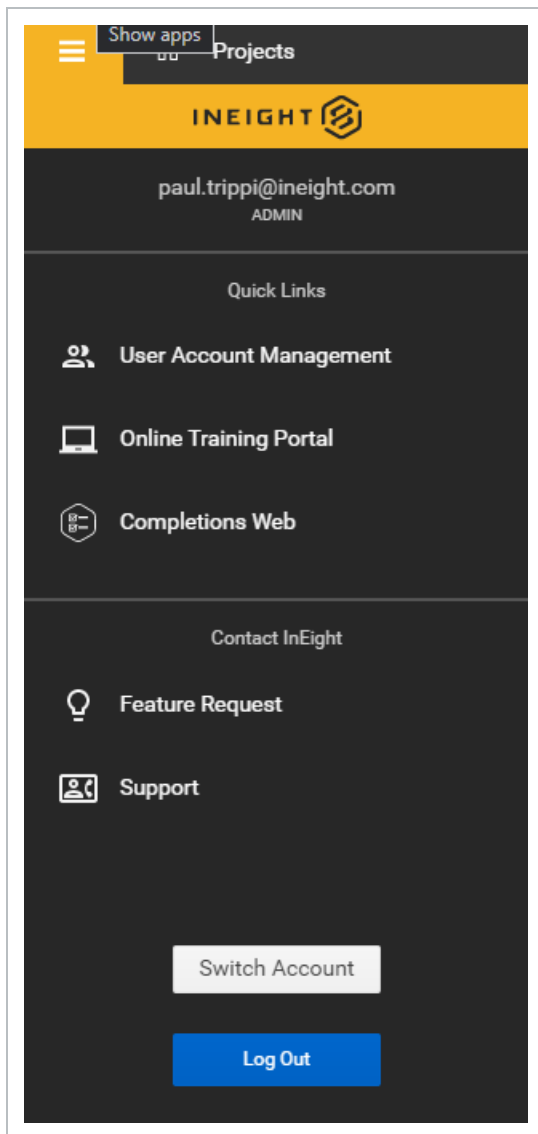 Show apps
Projects
INEIGHT
paul.trippi@ineight.com
ADMIN
Quick Links
User Account Management
Online Training Portal
Completions Web
Contact InEight
Feature Request
Support
Switch Account
Log Out